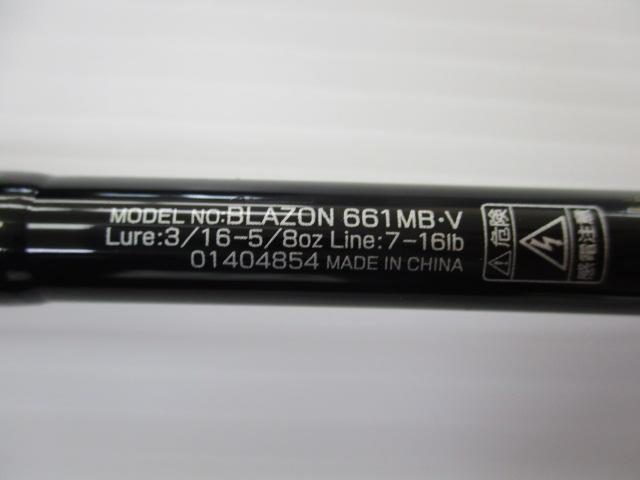 MODEL NO:BLAZON 661MB・V
Lure:3/16-5/8oz Line:7-16lb
01404854 MADE IN CHINA
危険
感電注意